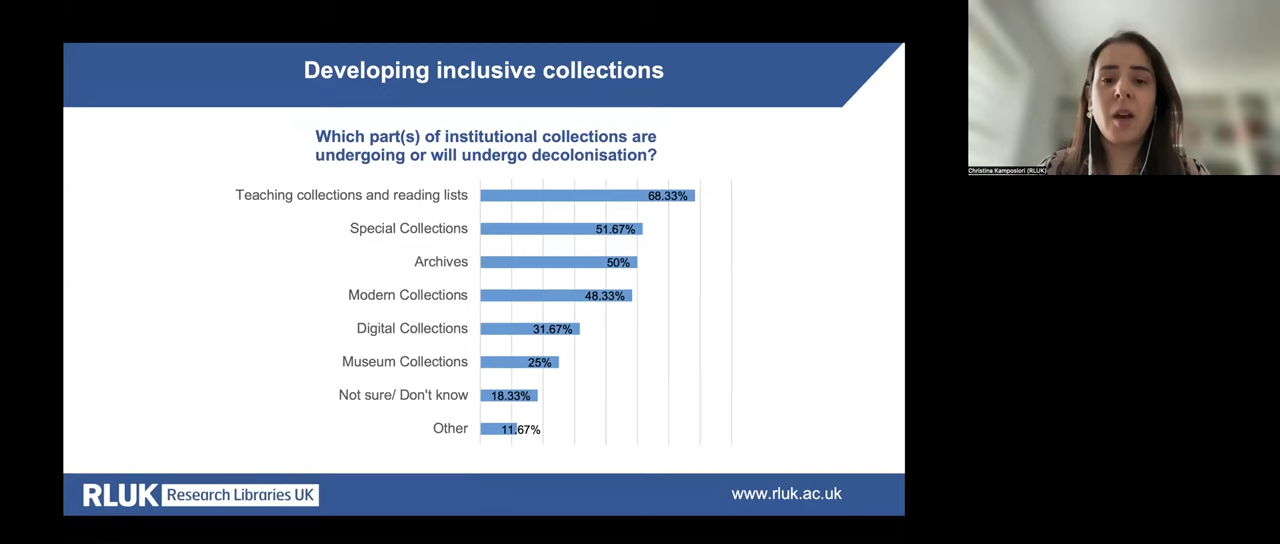 Developing inclusive collections
Which part(s) of institutional collections are
undergoing or will undergo decolonisation?
Teaching collections and reading lists 68.33%
Special Collections 51.67%
Archives 50%
Modern Collections 48.33%
Digital Collections 31.67%
Museum Collections 25%
Not sure/ Don't know 18.33%
Other 11.67%
RLUK Research Libraries UK
www.rluk.ac.uk
Christina Kamposiori (RLUK)